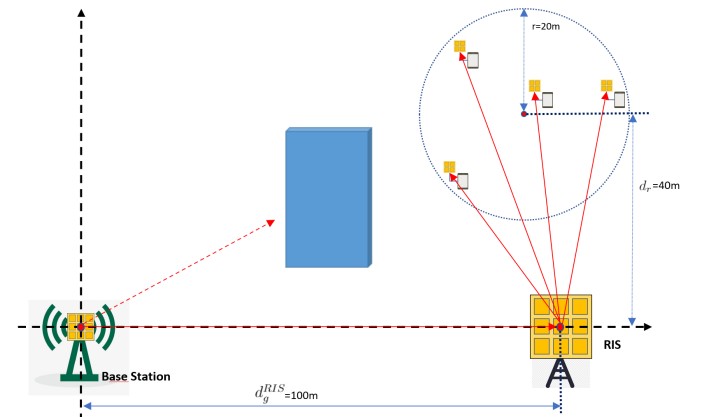 r=20m
$d_r$=40m
RIS
Base Station
$d_g^{RIS}$=100m